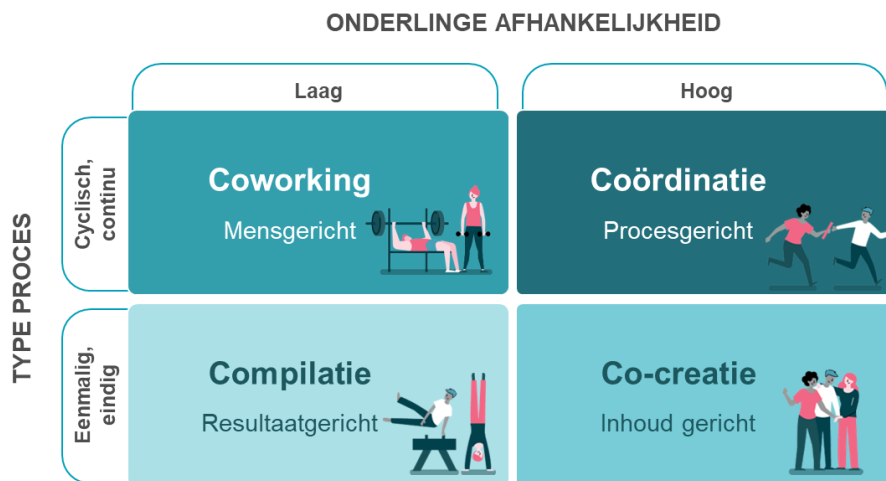 ONDERLINGE AFHANKELIJKHEID
Laag
Hoog
TYPE PROCES
Cyclisch,
continu
Coworking
Mensgericht
Coördinatie
Procesgericht
Eenmalig,
eindig
Compilatie
Resultaatgericht
Co-creatie
Inhoud gericht